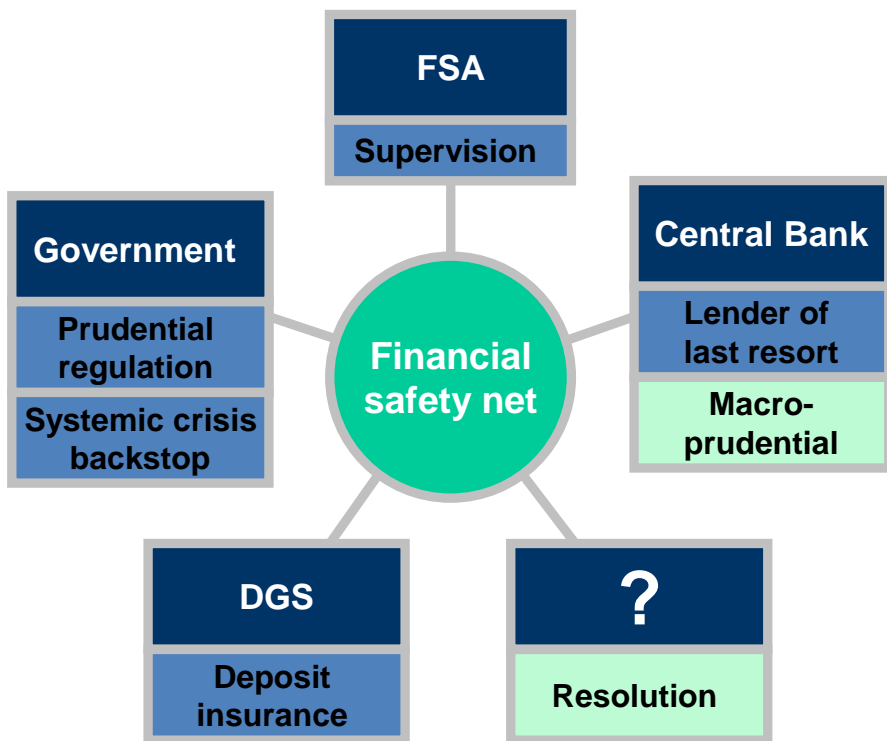 FSA
Supervision
Government
Prudential
regulation
Systemic crisis
backstop
Central Bank
Lender of
last resort
Macro-
prudential
Financial
safety net
DGS
Deposit
insurance
?
Resolution